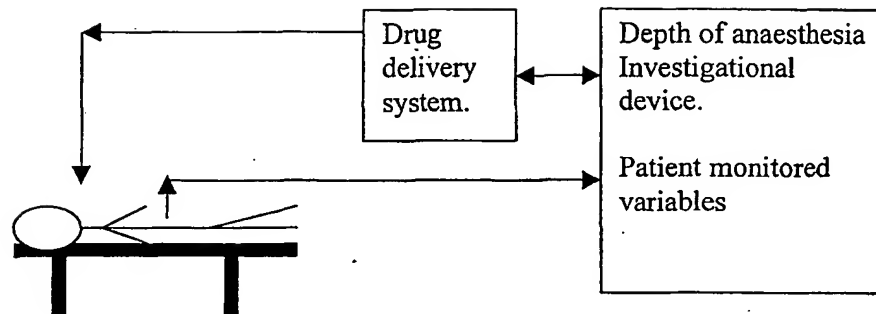 Drug
delivery
system.
Depth of anaesthesia
Investigational
device.
Patient monitored
variables